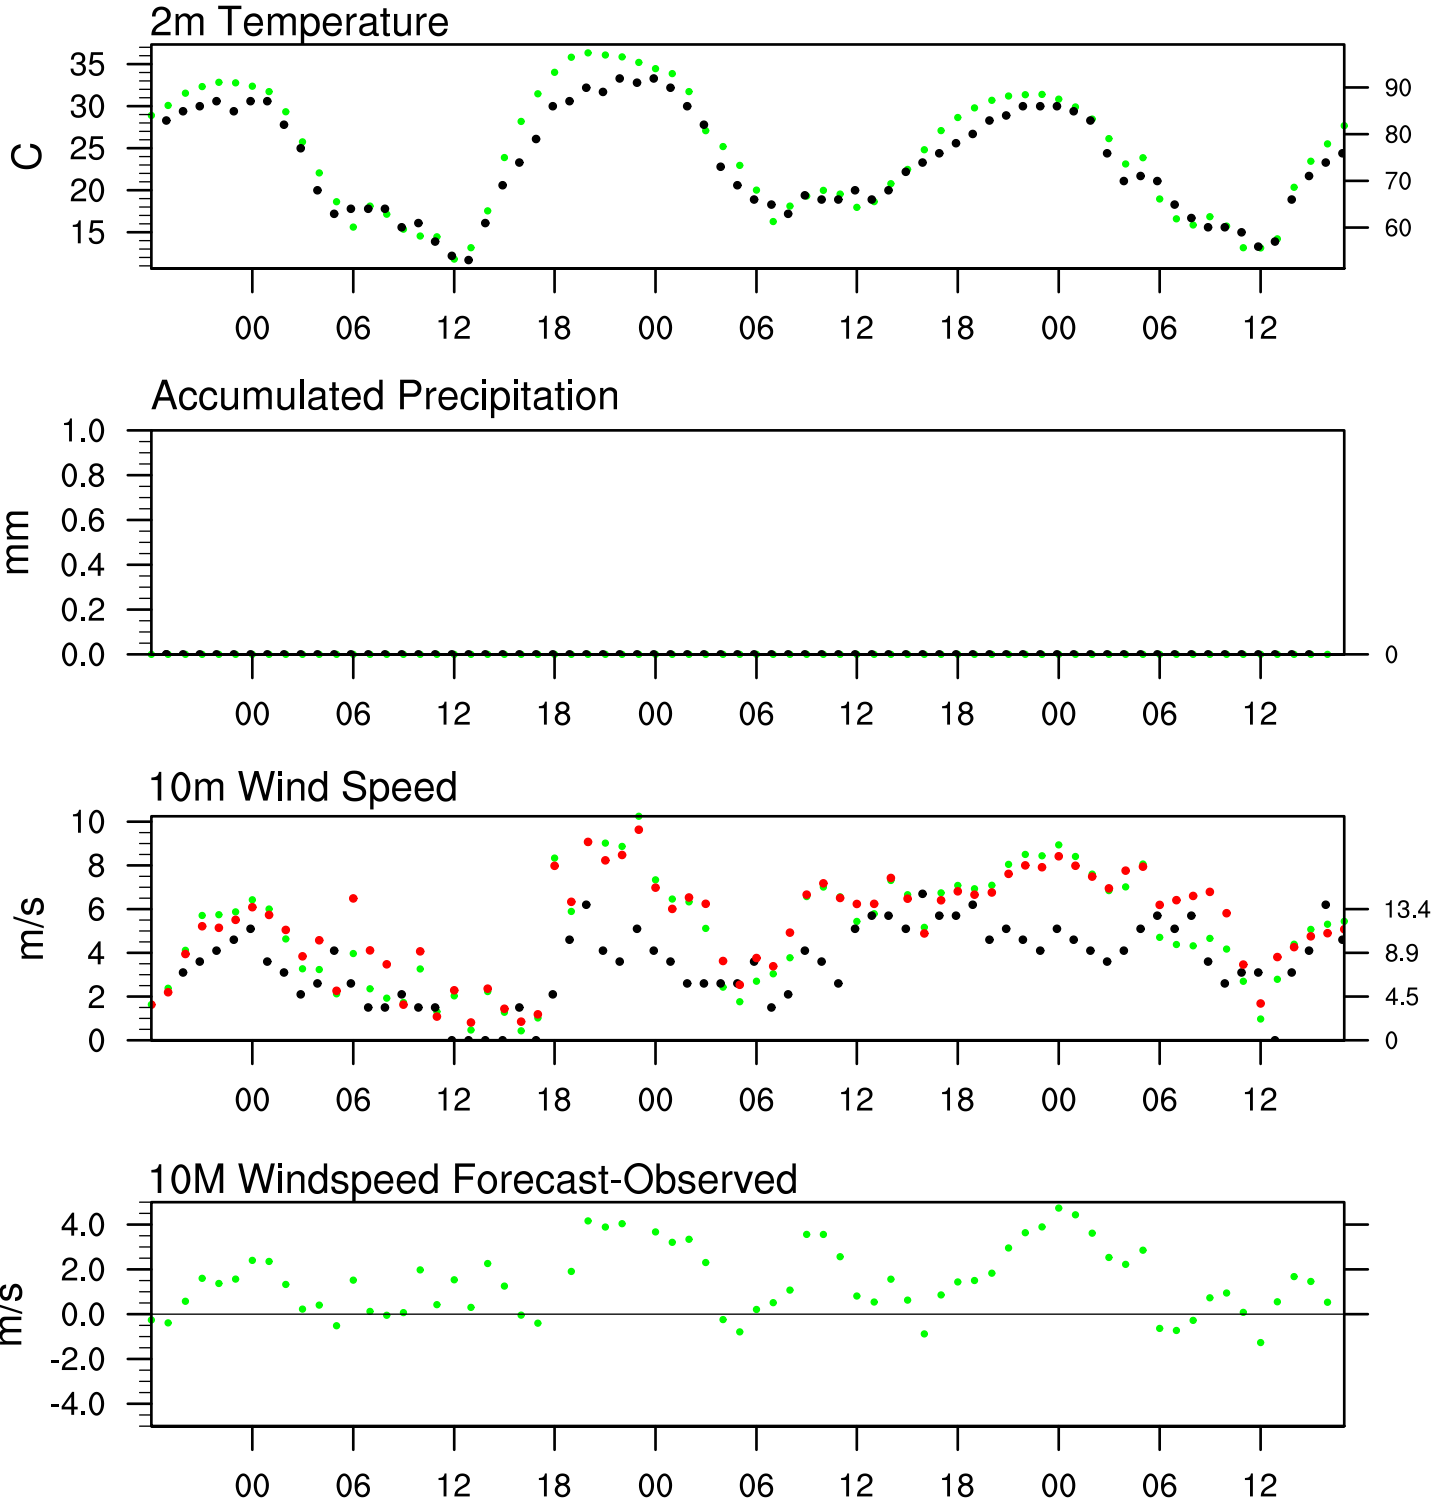 2m Temperature
35
30
25
20
15
C
90
80
70
60
00 06 12 18 00 06 12 18 00 06 12
Accumulated Precipitation
1.0
0.8
0.6
0.4
0.2
0.0
mm
0
00 06 12 18 00 06 12 18 00 06 12
10m Wind Speed
10
8
6
4
2
0
m/s
13.4
8.9
4.5
0
00 06 12 18 00 06 12 18 00 06 12
10M Windspeed Forecast-Observed
4.0
2.0
0.0
-2.0
-4.0
m/s
00 06 12 18 00 06 12 18 00 06 12